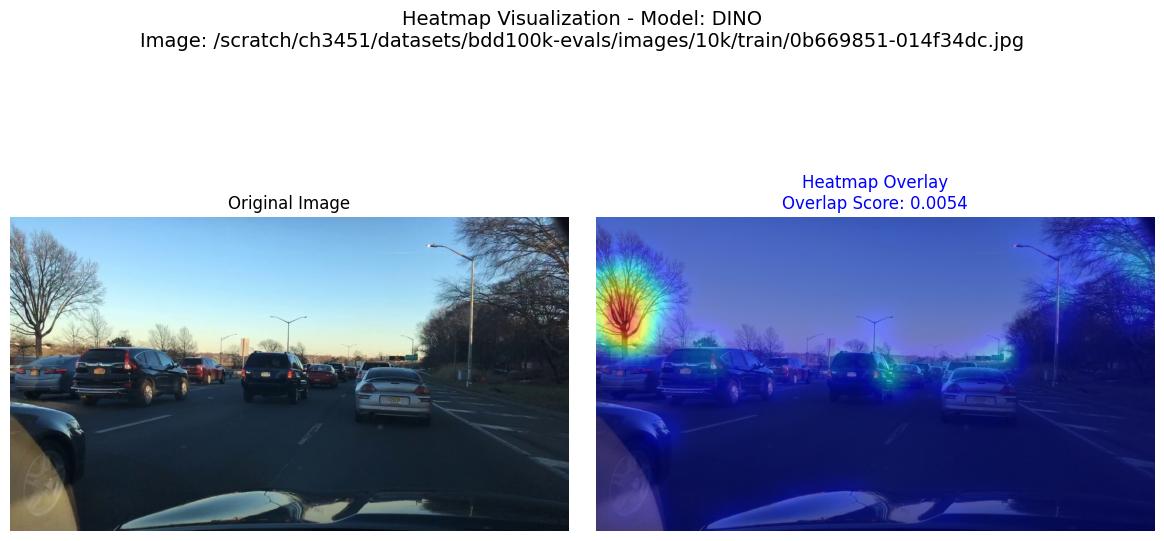 Heatmap Visualization - Model: DINO
Image: /scratch/ch3451/datasets/bdd100k-evals/images/10k/train/0b669851-014f34dc.jpg
Original Image
Heatmap Overlay
Overlap Score: 0.0054